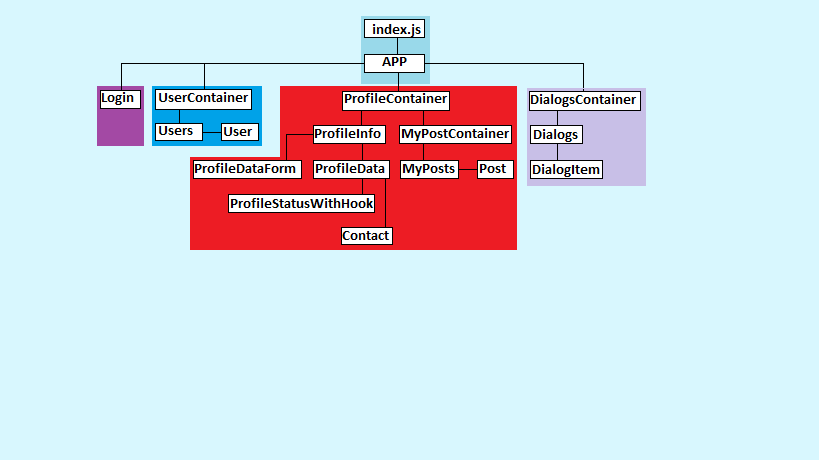 index.js
APP
Login
UserContainer
ProfileContainer
DialogsContainer
Users
User
ProfileInfo
MyPostContainer
Dialogs
ProfileDataForm
ProfileData
MyPosts
Post
DialogItem
ProfileStatusWithHook
Contact